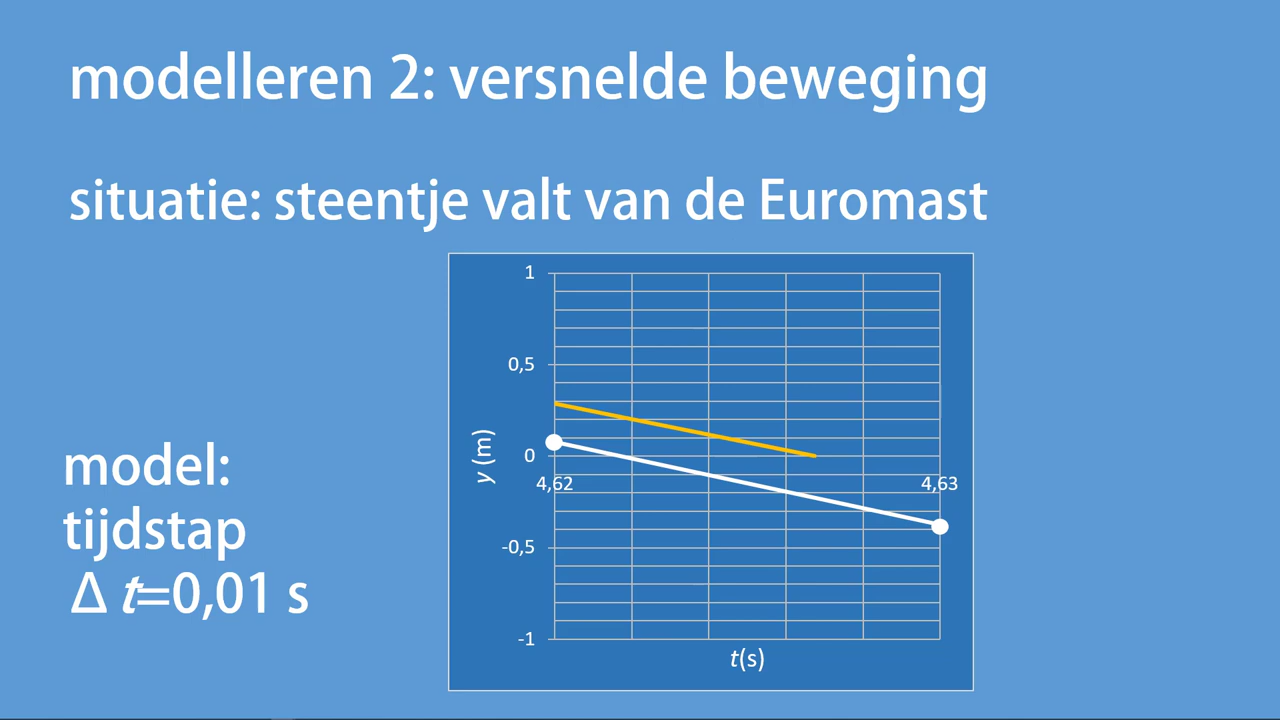 modelleren 2: versnelde beweging
situatie: steentje valt van de Euromast
1
0,5
0
-0,5
-1
y (m)
4,62
4,63
t(s)
model:
tijdstap
Δ t=0,01 s